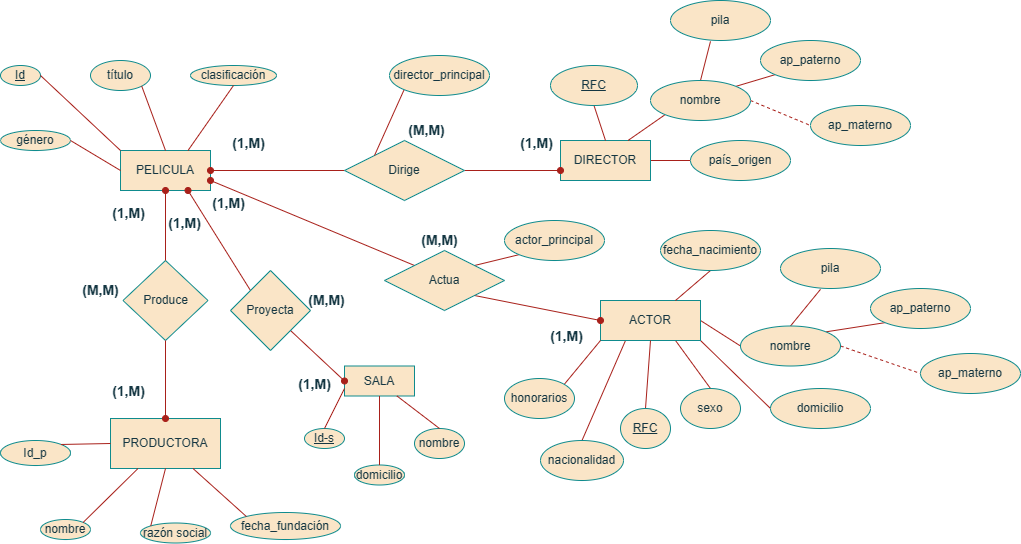 pila
ap_paterno
Id
título
clasificación
director_principal
RFC
nombre
ap_materno
género
(1,M)
(M,M)
(1,M)
PELICULA
Dirige
DIRECTOR
país_origen
(1,M)
(1,M)
(1,M)
(M,M)
actor_principal
fecha_nacimiento
pila
Actua
(M,M)
Produce
Proyecta
(M,M)
ap_paterno
ACTOR
(1,M)
nombre
ap_materno
(1,M)
(1,M)
SALA
honorarios
RFC
sexo
domicilio
PRODUCTORA
Id_p
Id-s
nombre
nacionalidad
domicilio
nombre
razón social
fecha_fundación